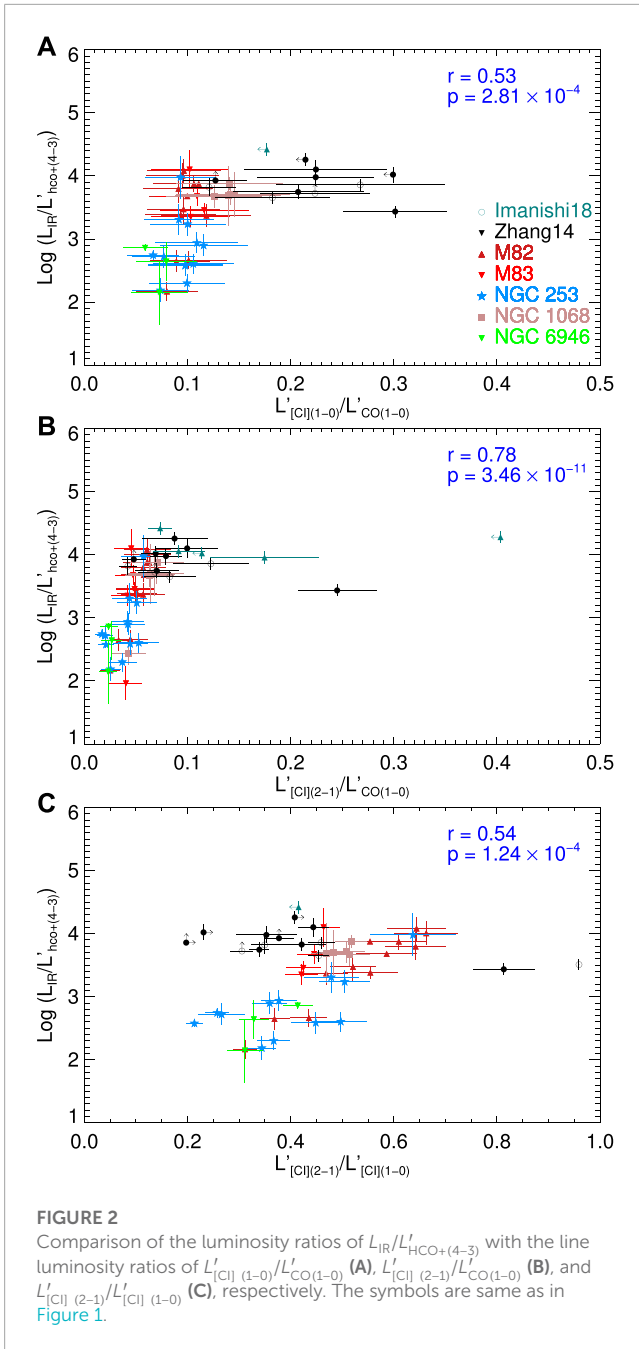 A
r = 0.53
p = 2.81 × 10⁻⁴
Imanishi18
Zhang14
M82
M83
NGC 253
NGC 1068
NGC 6946
Log (L_IR/L'_hco+(4−3))
6
5
4
3
2
1
0.0 0.1 0.2 0.3 0.4 0.5
L'_[CI](1−0)/L'_CO(1−0)
B
r = 0.78
p = 3.46 × 10⁻¹¹
Log (L_IR/L'_hco+(4−3))
6
5
4
3
2
1
0.0 0.1 0.2 0.3 0.4 0.5
L'_[CI](2−1)/L'_CO(1−0)
C
r = 0.54
p = 1.24 × 10⁻⁴
Log (L_IR/L'_hco+(4−3))
6
5
4
3
2
1
0.0 0.2 0.4 0.6 0.8 1.0
L'_[CI](2−1)/L'_[CI](1−0)
FIGURE 2
Comparison of the luminosity ratios of L_IR/L′_HCO+(4−3) with the line
luminosity ratios of L′_[CI] (1−0)/L′_CO(1−0) (A), L′_[CI] (2−1)/L′_CO(1−0) (B), and
L′_[CI] (2−1)/L′_[CI] (1−0) (C), respectively. The symbols are same as in
Figure 1.